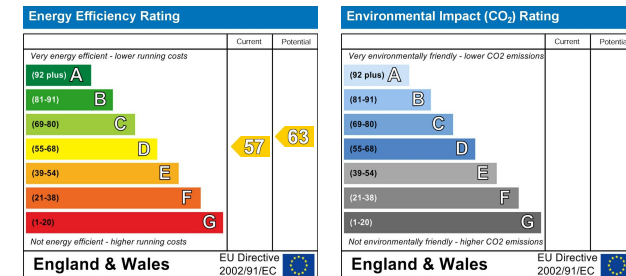 Energy Efficiency Rating
Current Potential
Very energy efficient - lower running costs
(92 plus) A
(81-91) B
(69-80) C
(55-68) D
(39-54) E
(21-38) F
(1-20) G
57
63
Not energy efficient - higher running costs
England & Wales
EU Directive
2002/91/EC
Environmental Impact (CO₂) Rating
Current Potential
Very environmentally friendly - lower CO2 emissions
(92 plus) A
(81-91) B
(69-80) C
(55-68) D
(39-54) E
(21-38) F
(1-20) G
Not environmentally friendly - higher CO2 emissions
England & Wales
EU Directive
2002/91/EC